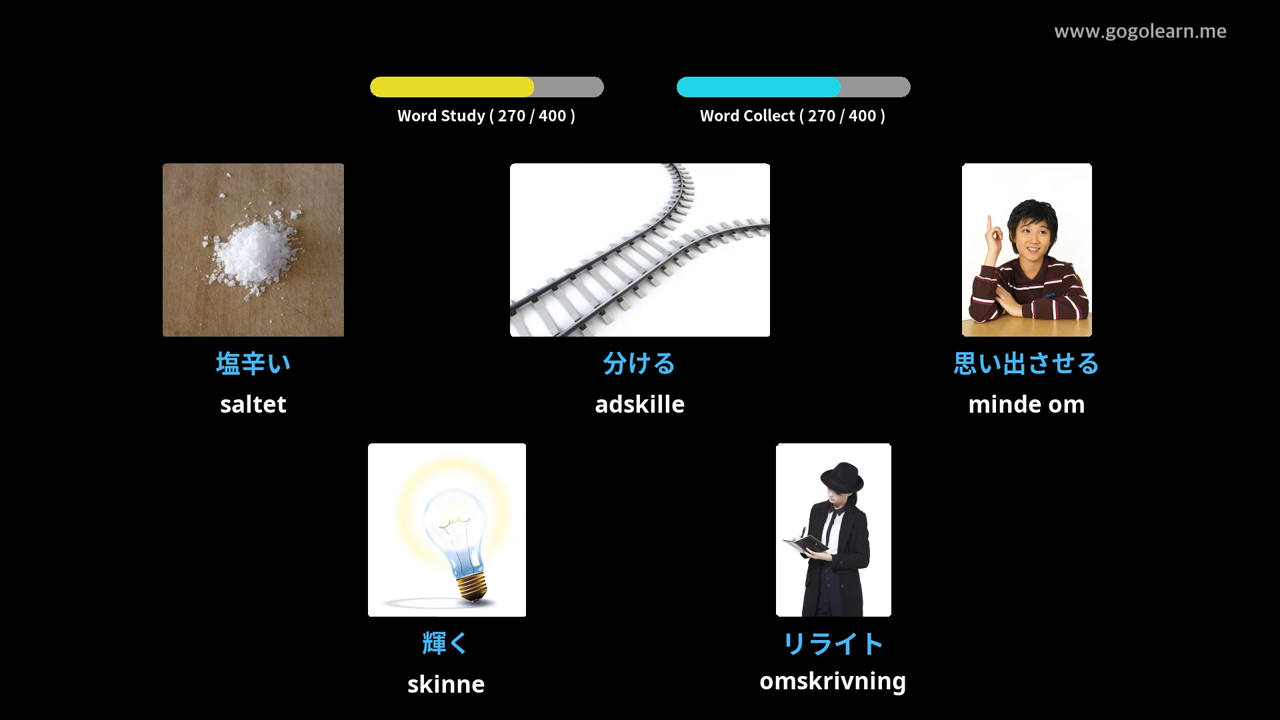 www.gogolearn.me
Word Study ( 270 / 400 )
Word Collect ( 270 / 400 )
塩辛い
saltet
分ける
adskille
思い出させる
minde om
輝く
skinne
リライト
omskrivning